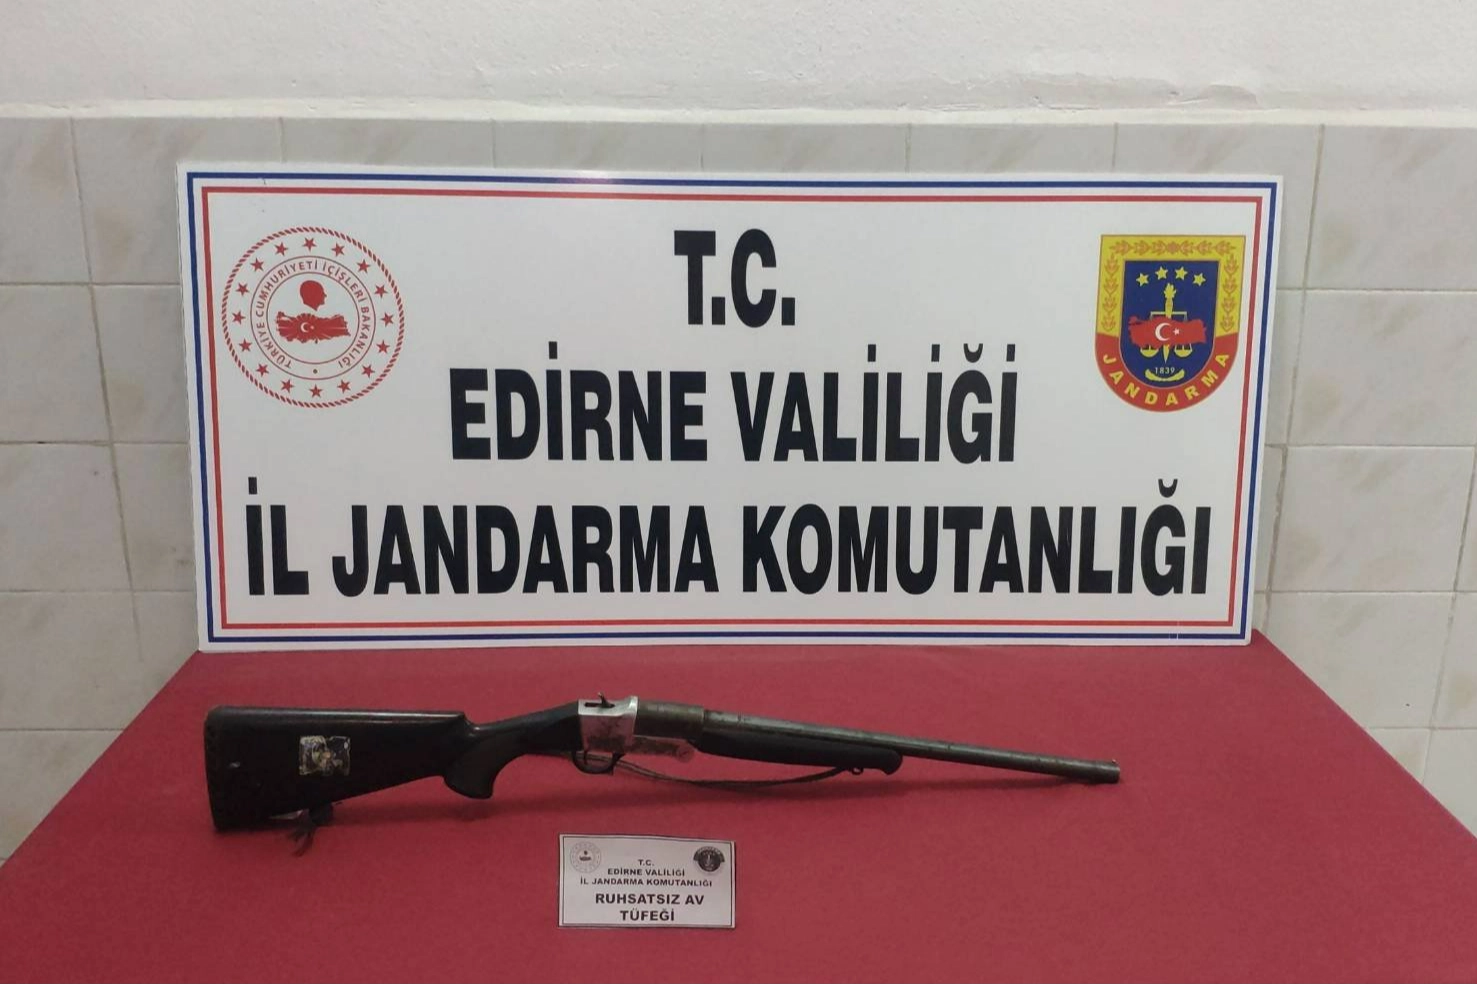 T.C.
EDİRNE VALİLİĞİ
İL JANDARMA KOMUTANLIĞI
TÜRKİYE CUMHURİYETİ İÇİŞLERİ BAKANLIĞI
1839
JANDARMA
T.C.
EDİRNE VALİLİĞİ
İL JANDARMA KOMUTANLIĞI
RUHSATSIZ AV
TÜFEĞİ